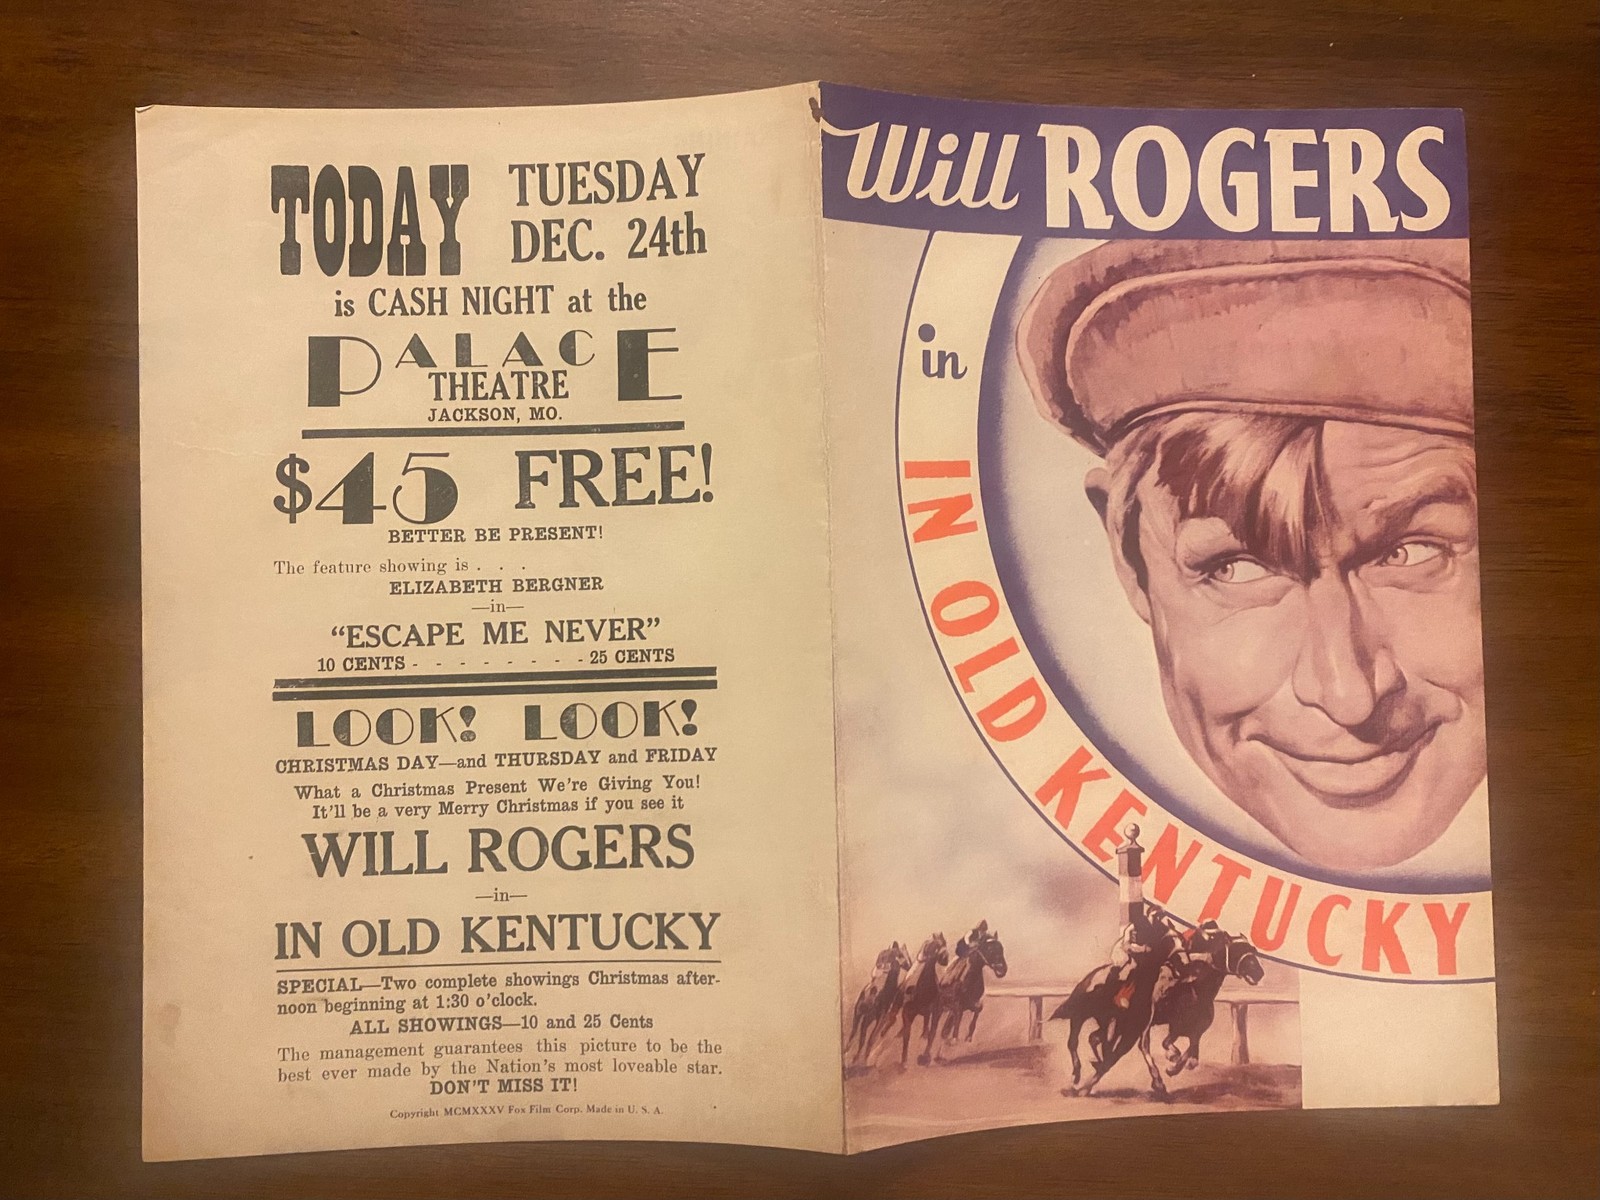 TODAY TUESDAY
DEC. 24th
is CASH NIGHT at the
PALACE
THEATRE
JACKSON, MO.
$45 FREE!
BETTER BE PRESENT!
The feature showing is . . .
ELIZABETH BERGNER
—in—
"ESCAPE ME NEVER"
10 CENTS - - - - - - - - 25 CENTS
LOOK! LOOK!
CHRISTMAS DAY—and THURSDAY and FRIDAY
What a Christmas Present We're Giving You!
It'll be a very Merry Christmas if you see it
WILL ROGERS
—in—
IN OLD KENTUCKY
SPECIAL—Two complete showings Christmas after-
noon beginning at 1:30 o'clock.
ALL SHOWINGS—10 and 25 Cents
The management guarantees this picture to be the
best ever made by the Nation's most loveable star.
DON'T MISS IT!
Copyright MCMXXXV Fox Film Corp. Made in U. S. A.
Will ROGERS
in
IN OLD KENTUCKY